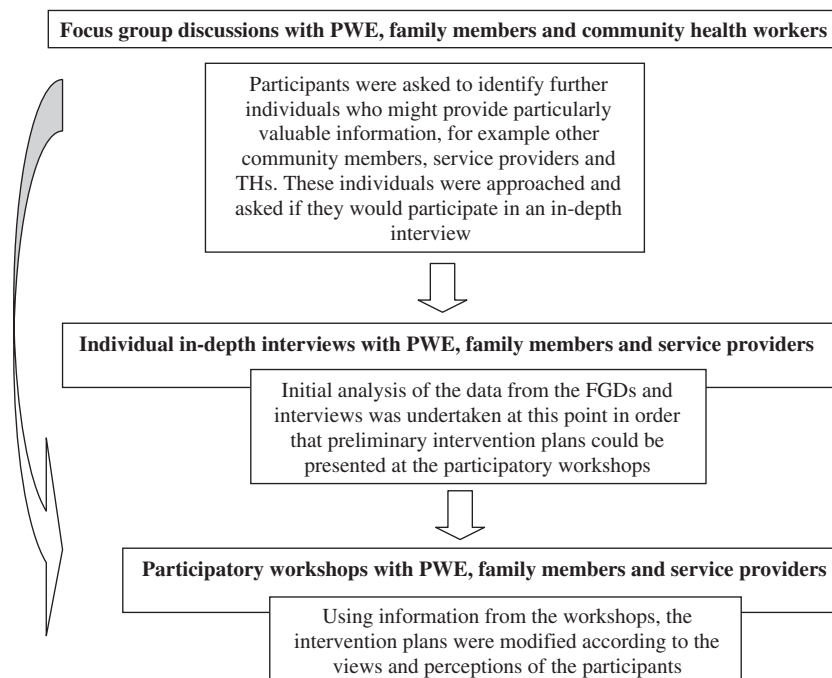 Focus group discussions with PWE, family members and community health workers
Participants were asked to identify further
individuals who might provide particularly
valuable information, for example other
community members, service providers and
THs. These individuals were approached and
asked if they would participate in an in-depth
interview
Individual in-depth interviews with PWE, family members and service providers
Initial analysis of the data from the FGDs and
interviews was undertaken at this point in order
that preliminary intervention plans could be
presented at the participatory workshops
Participatory workshops with PWE, family members and service providers
Using information from the workshops, the
intervention plans were modified according to the
views and perceptions of the participants